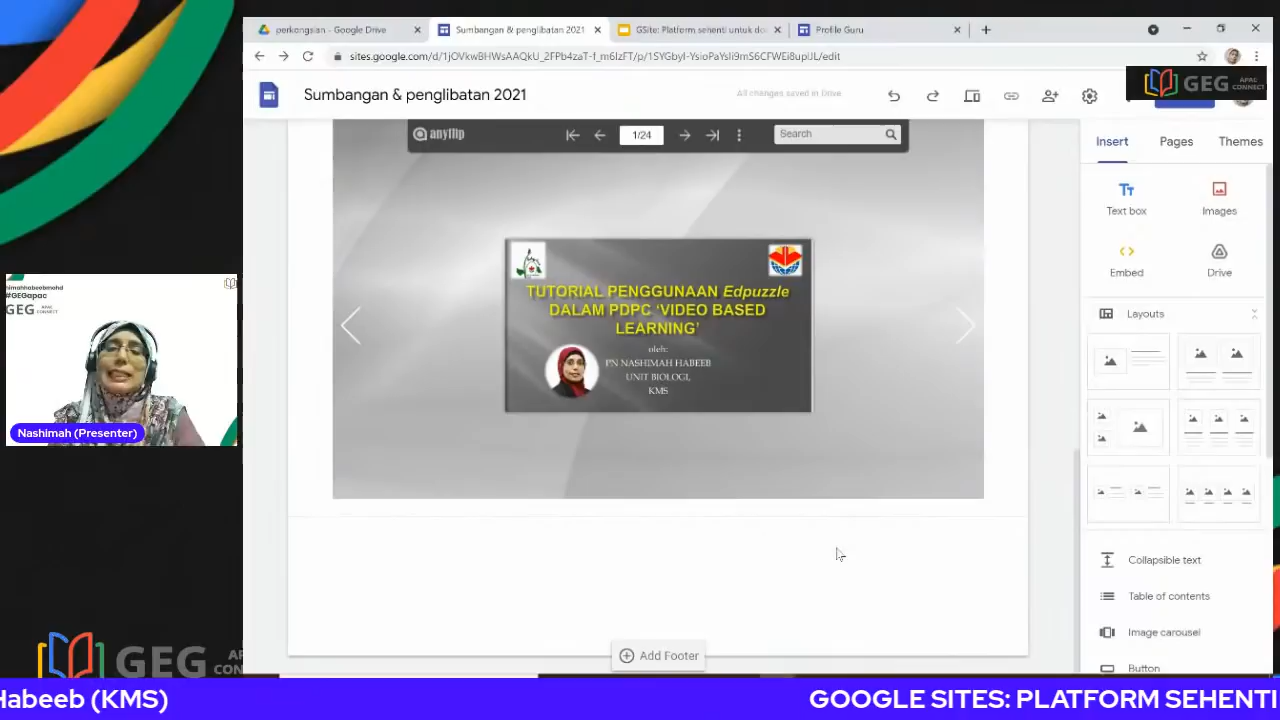 perkongsian - Google Drive
Sumbangan & penglibatan 2021
GSite: Platform sehenti untuk do
Profile Guru
sites.google.com/d/1jOVkwBHWsAAQkU_2FPb4zaT-f_m6IzFT/p/1SYGbyI-YsioPaYsIi9mS6CFWEi8upIJL/edit
GEG APAC CONNECT
Sumbangan & penglibatan 2021
All changes saved in Drive
Insert
Pages
Themes
anyflip
1/24
Search
Text box
Images
Embed
Drive
Layouts
Collapsible text
Table of contents
Image carousel
Button
TUTORIAL PENGGUNAAN Edpuzzle
DALAM PDPC ‘VIDEO BASED
LEARNING’
oleh:
PN NASHIMAH HABEEB
UNIT BIOLOGI,
KMS
Add Footer
#GEGapac
GEG APAC CONNECT
Nashimah (Presenter)
GEG
Habeeb (KMS)
GOOGLE SITES: PLATFORM SEHENTI